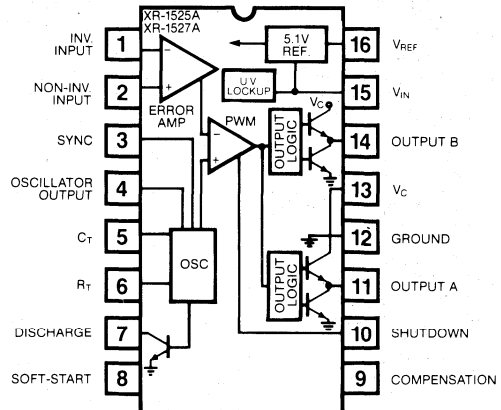 XR-1525A
XR-1527A
INV.
INPUT
1
NON-INV.
INPUT
2
SYNC
3
OSCILLATOR
OUTPUT
4
CT
5
RT
6
DISCHARGE
7
SOFT-START
8
ERROR
AMP
−
+
PWM
−
+
OSC
5.1V
REF.
U V
LOCKUP
OUTPUT
LOGIC
VC
OUTPUT
LOGIC
16
VREF
15
VIN
14
OUTPUT B
13
VC
12
GROUND
11
OUTPUT A
10
SHUTDOWN
9
COMPENSATION